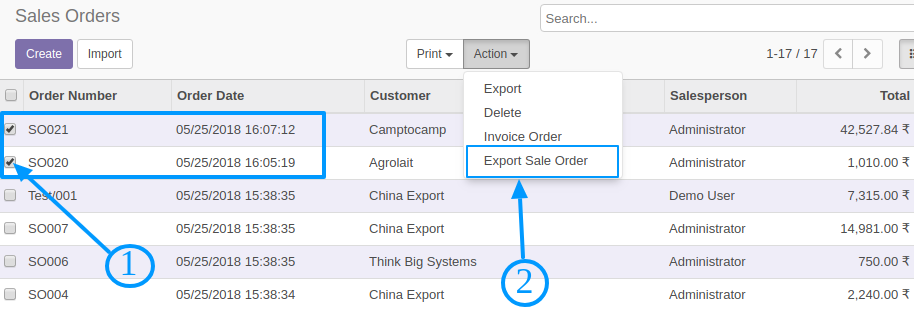 Sales Orders
Search...
Create Import Print Action 1-17 / 17
Export
Delete
Invoice Order
Export Sale Order
Order Number Order Date Customer Salesperson Total
SO021 05/25/2018 16:07:12 Camptocamp Administrator 42,527.84 ₹
SO020 05/25/2018 16:05:19 Agrolait Administrator 1,010.00 ₹
Test/001 05/25/2018 15:38:35 China Export Demo User 7,315.00 ₹
SO007 05/25/2018 15:38:35 China Export Administrator 14,981.00 ₹
SO006 05/25/2018 15:38:35 Think Big Systems Administrator 750.00 ₹
SO004 05/25/2018 15:38:34 China Export Administrator 2,240.00 ₹
1
2